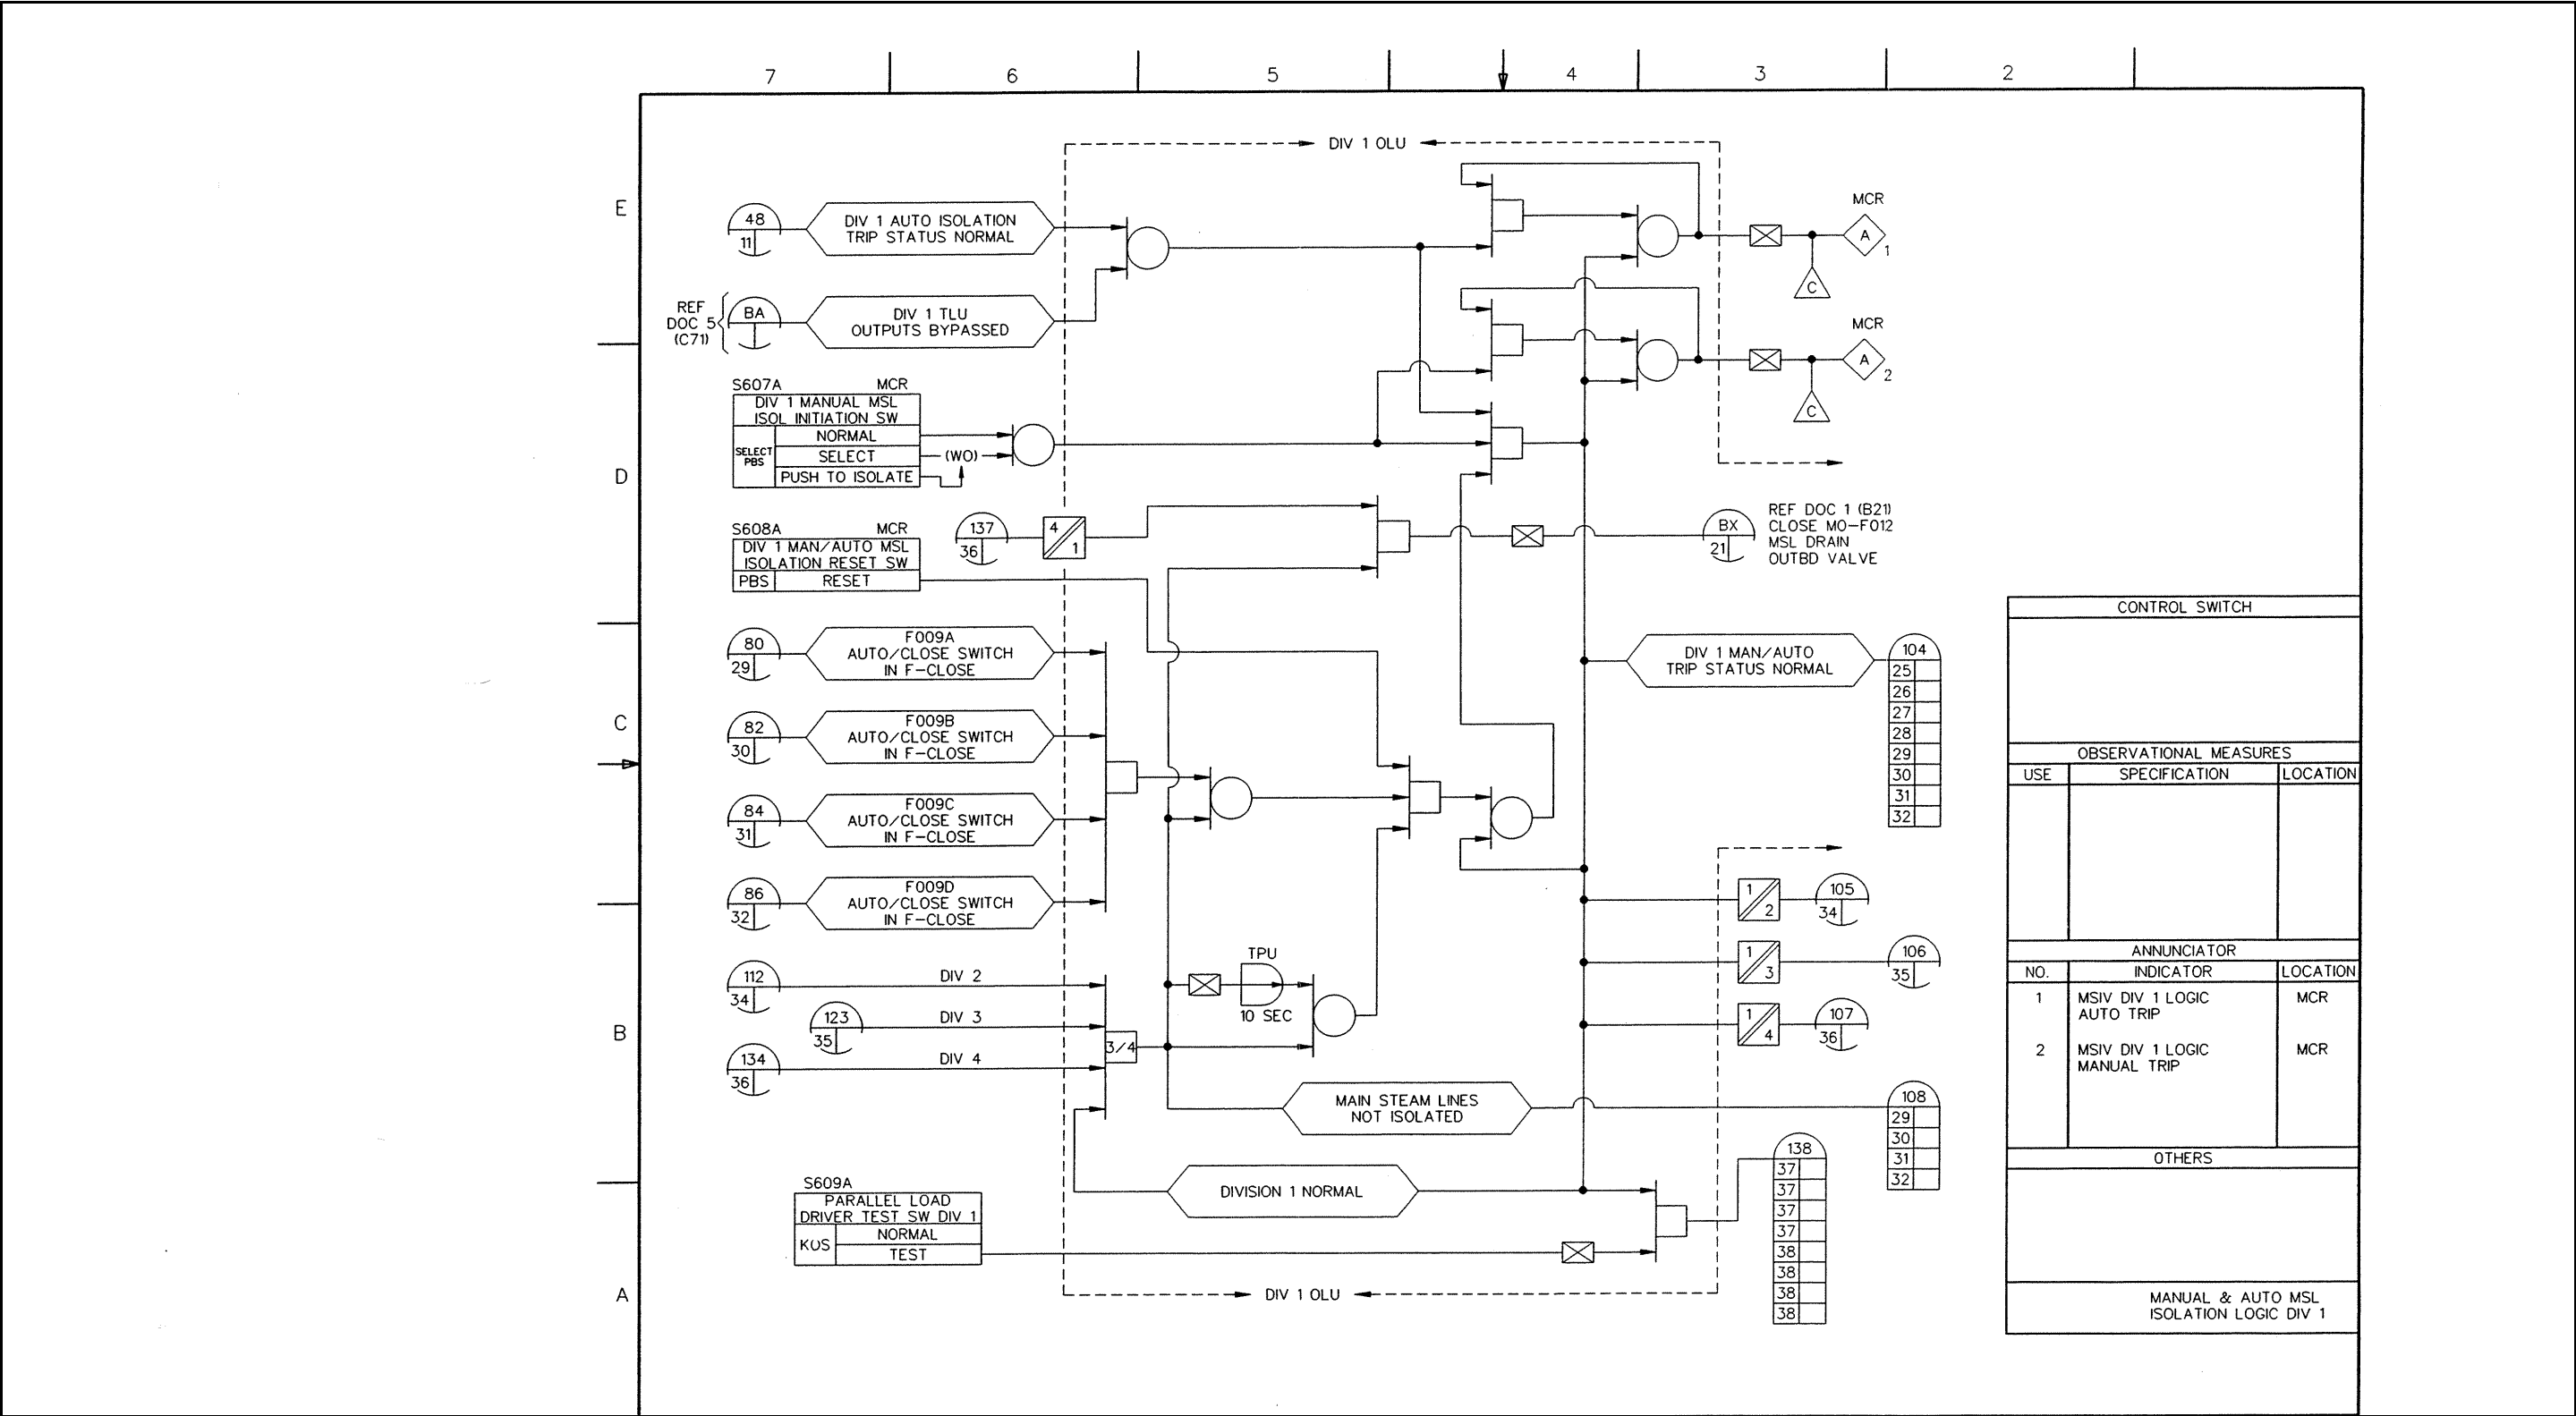 7 6 5 4 3 2
DIV 1 OLU
E
48
11
DIV 1 AUTO ISOLATION
TRIP STATUS NORMAL
MCR
A
1
C
REF
DOC 5
(C71)
BA
DIV 1 TLU
OUTPUTS BYPASSED
MCR
A
2
C
S607A MCR
DIV 1 MANUAL MSL
ISOL INITIATION SW
SELECT
PBS
NORMAL
SELECT
(WO)
PUSH TO ISOLATE
D
S608A MCR
DIV 1 MAN/AUTO MSL
ISOLATION RESET SW
PBS RESET
137
36
4
1
BX
21
REF DOC 1 (B21)
CLOSE MO-F012
MSL DRAIN
OUTBD VALVE
80
29
F009A
AUTO/CLOSE SWITCH
IN F-CLOSE
DIV 1 MAN/AUTO
TRIP STATUS NORMAL
104
25
26
27
28
29
30
31
32
C
82
30
F009B
AUTO/CLOSE SWITCH
IN F-CLOSE
84
31
F009C
AUTO/CLOSE SWITCH
IN F-CLOSE
86
32
F009D
AUTO/CLOSE SWITCH
IN F-CLOSE
1
2
105
34
1
3
106
35
1
4
107
36
TPU
10 SEC
112
34
DIV 2
123
35
DIV 3
B
134
36
DIV 4
3/4
MAIN STEAM LINES
NOT ISOLATED
108
29
30
31
32
DIVISION 1 NORMAL
138
37
37
37
37
38
38
38
38
S609A
PARALLEL LOAD
DRIVER TEST SW DIV 1
KOS
NORMAL
TEST
A
DIV 1 OLU
CONTROL SWITCH
OBSERVATIONAL MEASURES
USE SPECIFICATION LOCATION
ANNUNCIATOR
NO. INDICATOR LOCATION
1 MSIV DIV 1 LOGIC MCR
AUTO TRIP
2 MSIV DIV 1 LOGIC MCR
MANUAL TRIP
OTHERS
MANUAL & AUTO MSL
ISOLATION LOGIC DIV 1